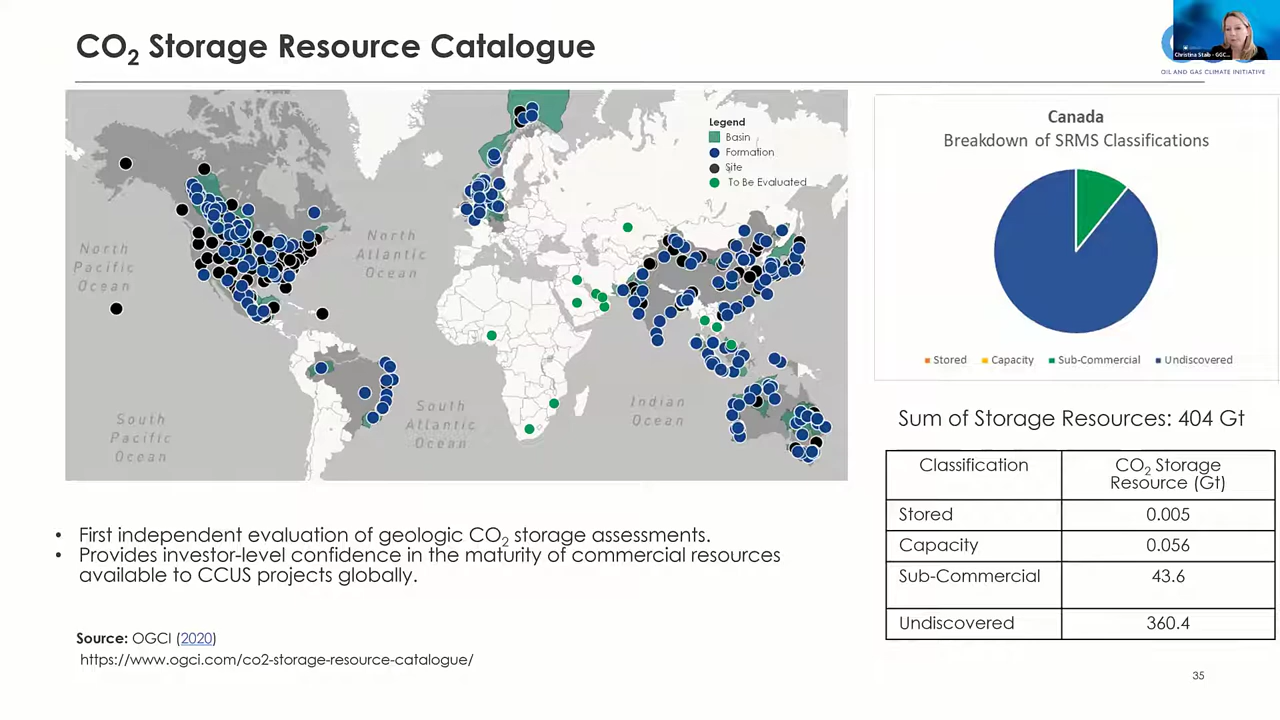 CO2 Storage Resource Catalogue
Christina Staib - GGC...
OIL AND GAS CLIMATE INITIATIVE
Legend
Basin
Formation
Site
To Be Evaluated
North
Pacific
Ocean
North
Atlantic
Ocean
South
Pacific
Ocean
South
Atlantic
Ocean
Indian
Ocean
Canada
Breakdown of SRMS Classifications
Stored Capacity Sub-Commercial Undiscovered
Sum of Storage Resources: 404 Gt
Classification CO2 Storage
Resource (Gt)
Stored 0.005
Capacity 0.056
Sub-Commercial 43.6
Undiscovered 360.4
• First independent evaluation of geologic CO2 storage assessments.
• Provides investor-level confidence in the maturity of commercial resources
available to CCUS projects globally.
Source: OGCI (2020)
https://www.ogci.com/co2-storage-resource-catalogue/
35